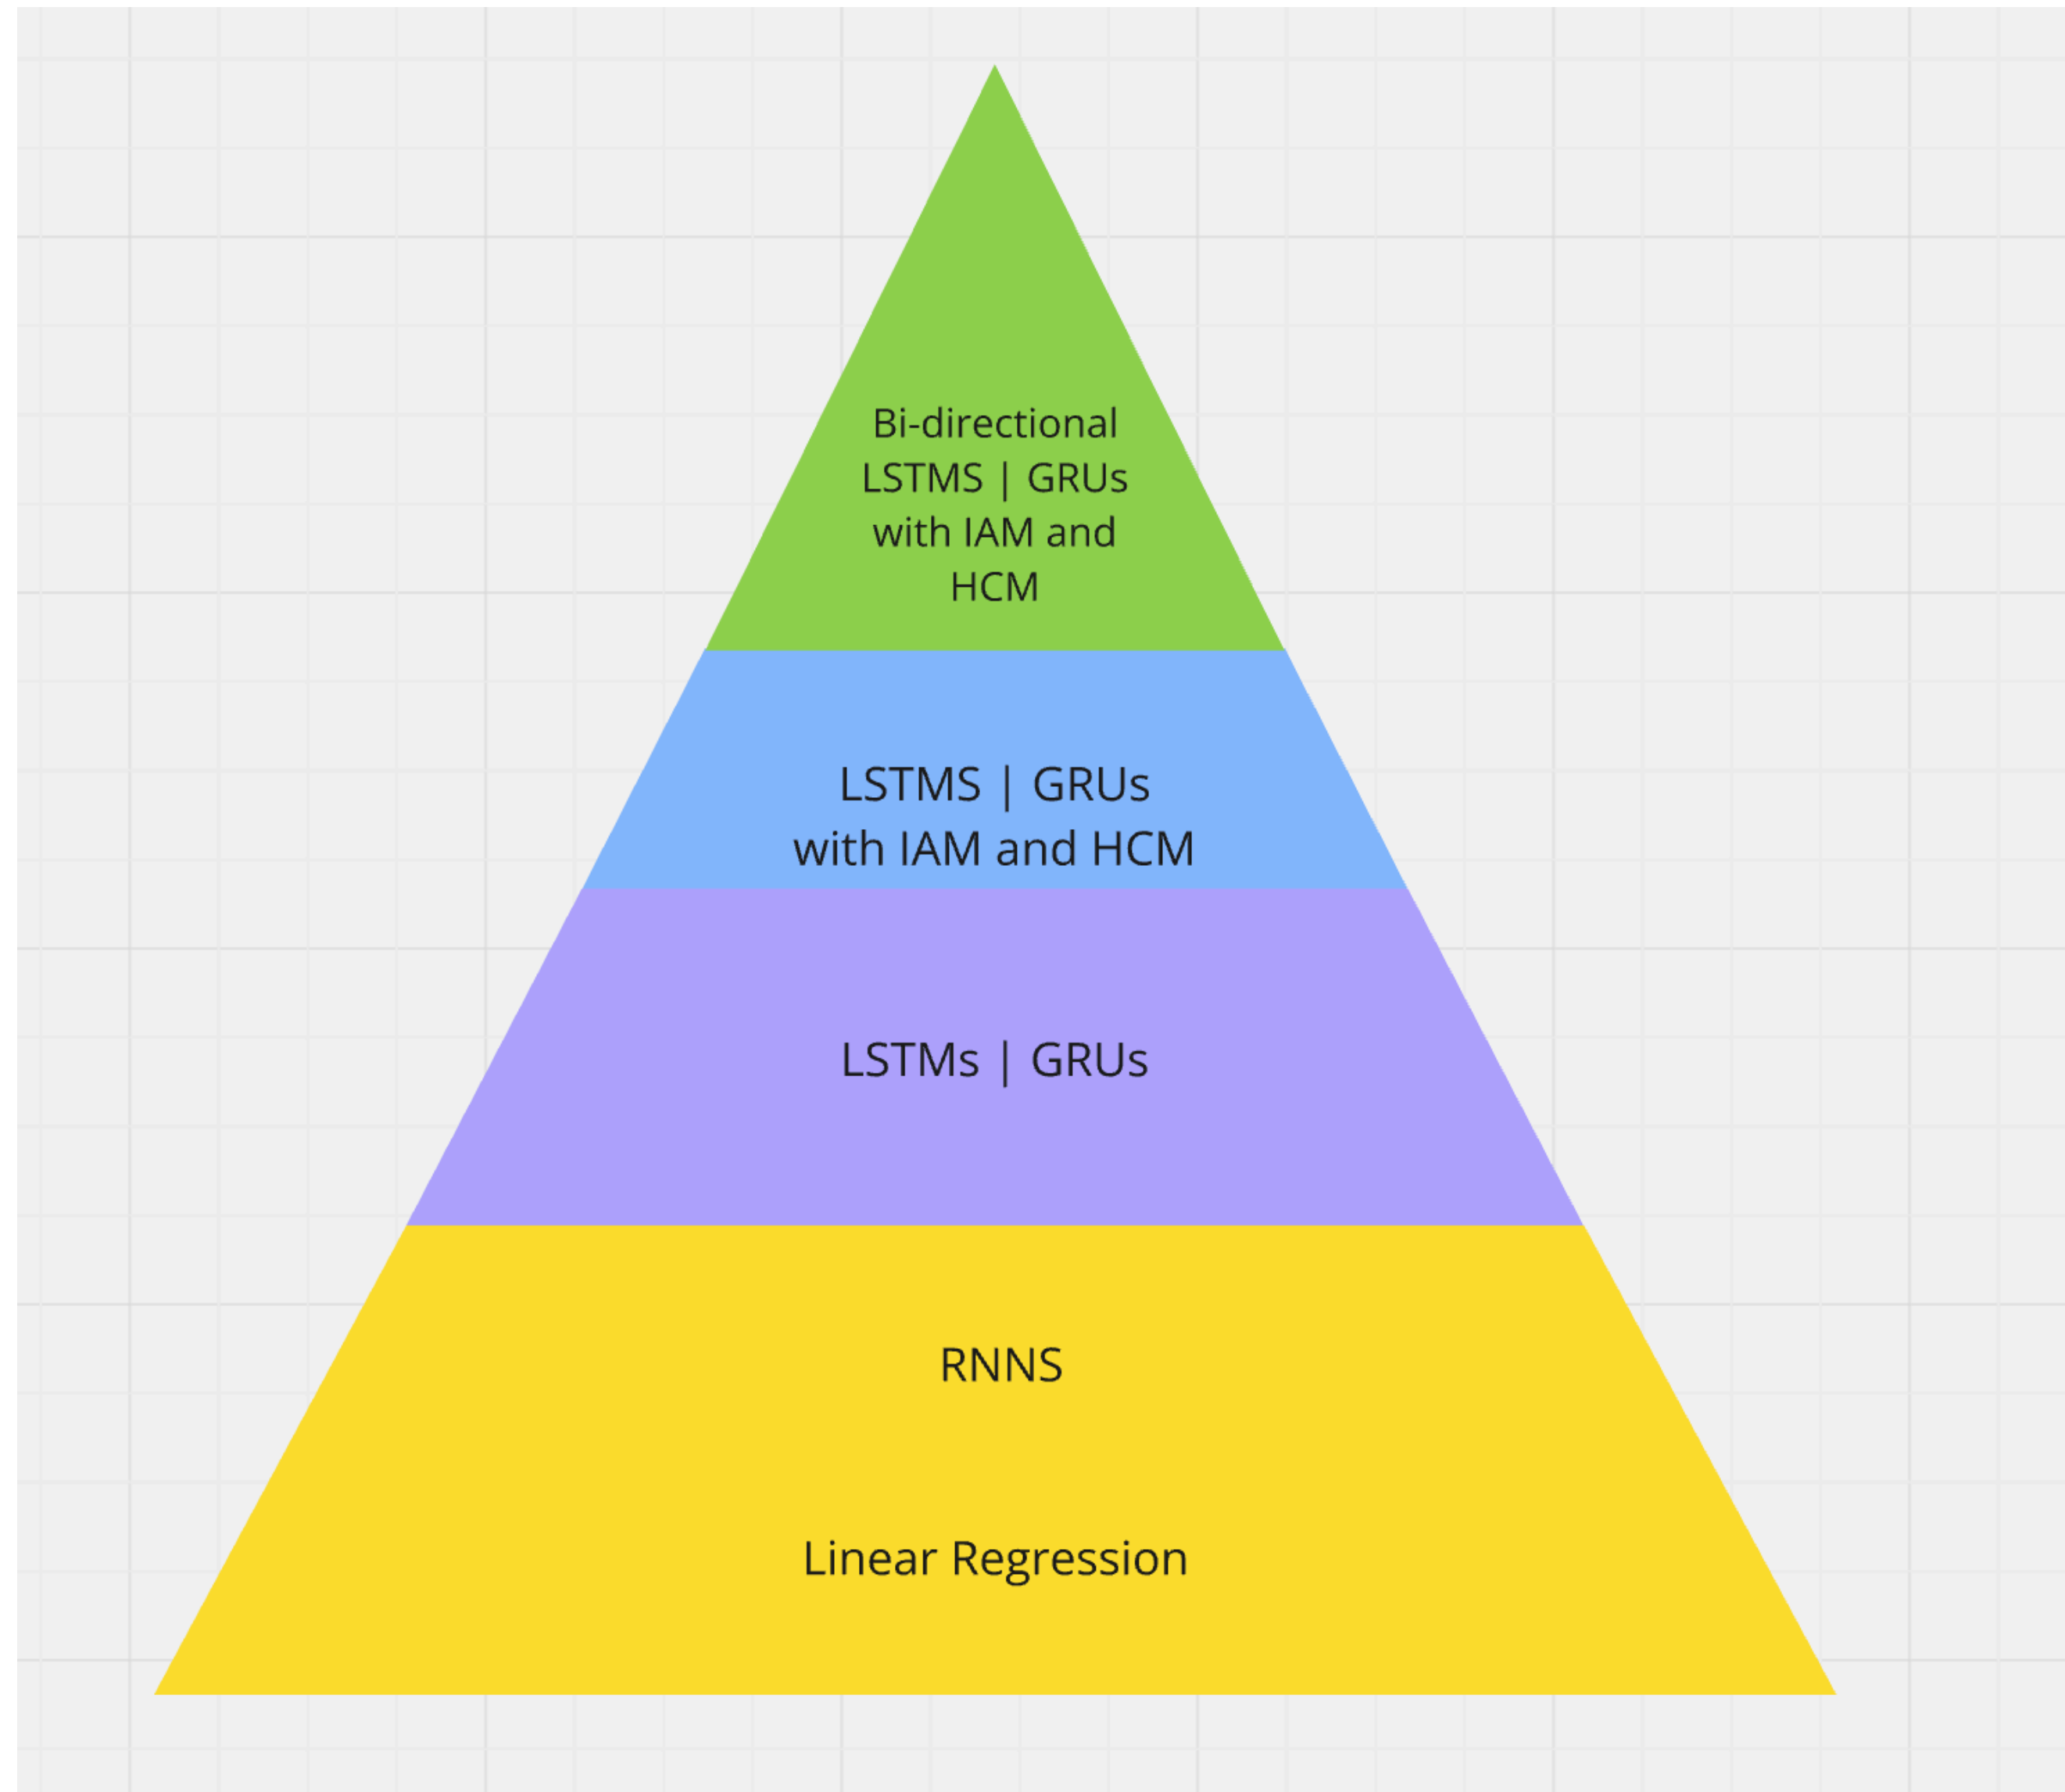 Bi-directional
LSTMS | GRUs
with IAM and
HCM
LSTMS | GRUs
with IAM and HCM
LSTMs | GRUs
RNNS
Linear Regression